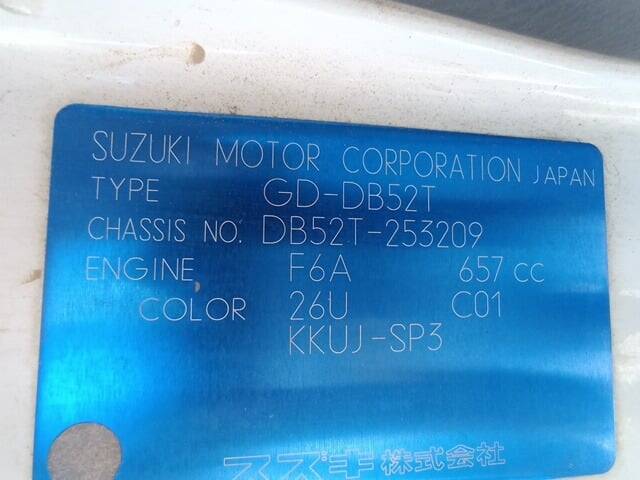 SUZUKI MOTOR CORPORATION JAPAN
TYPE GD-DB52T
CHASSIS NO. DB52T-253209
ENGINE F6A 657 cc
COLOR 26U C01
KKUJ-SP3
スズキ株式会社